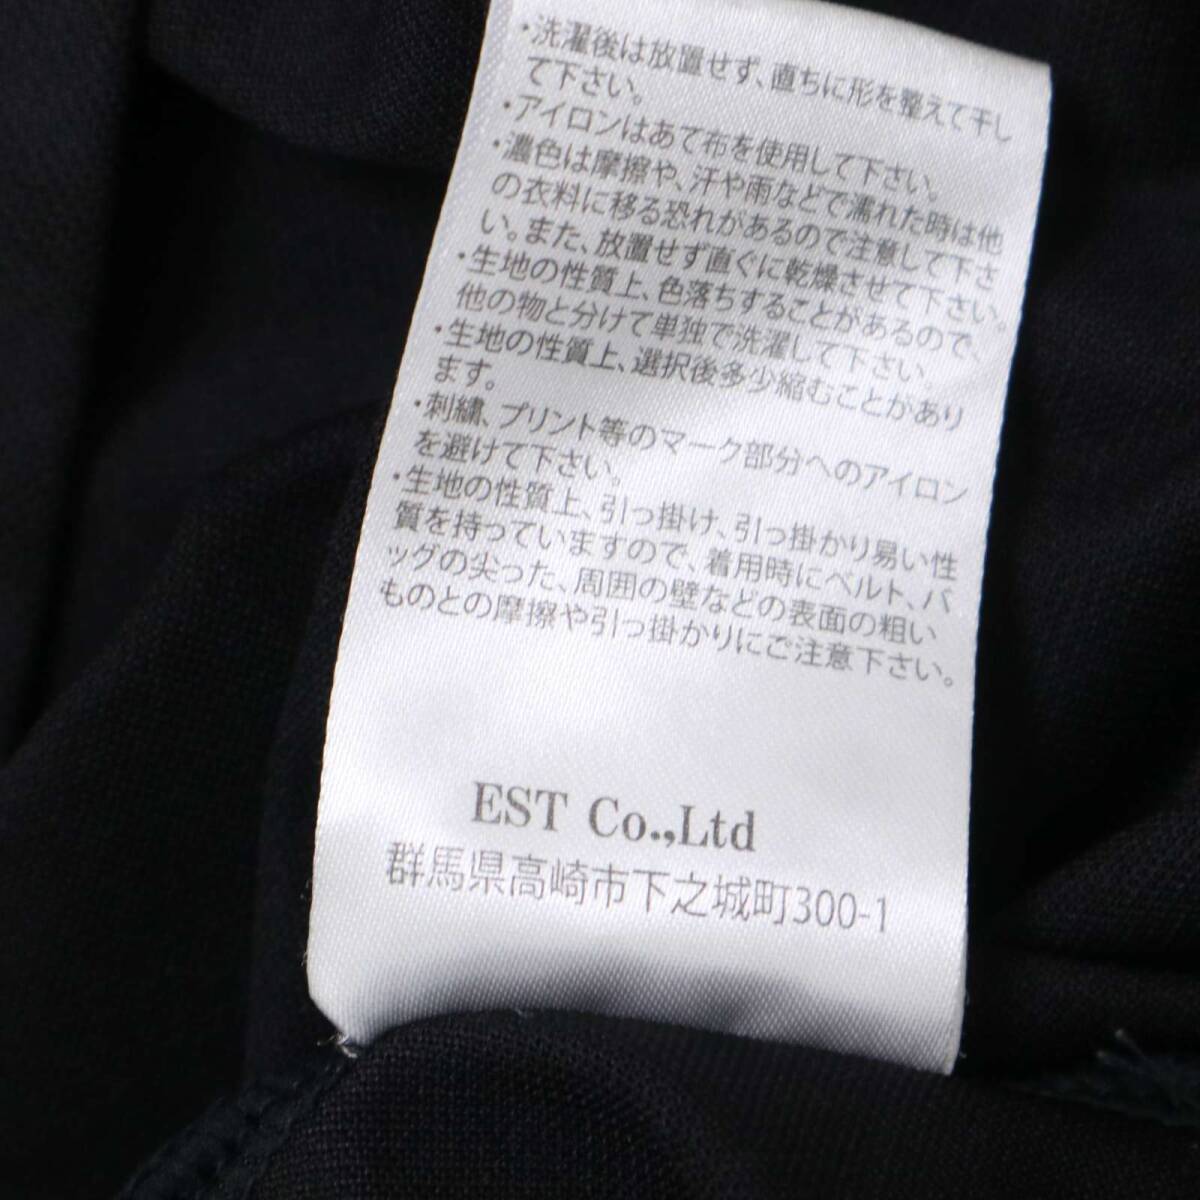 ・洗濯後は放置せず、直ちに形を整えて干し
て下さい。
・アイロンはあて布を使用して下さい。
・濃色は摩擦や、汗や雨などで濡れた時は他
の衣料に移る恐れがあるので注意して下さ
い。また、放置せず直ぐに乾燥させて下さい。
・生地の性質上、色落ちすることがあるので、
他の物と分けて単独で洗濯して下さい。
・生地の性質上、選択後多少縮むことがあり
ます。
・刺繍、プリント等のマーク部分へのアイロン
を避けて下さい。
・生地の性質上、引っ掛け、引っ掛かり易い性
質を持っていますので、着用時にベルト、バ
ッグの尖った、周囲の壁などの表面の粗い
ものとの摩擦や引っ掛かりにご注意下さい。
EST Co.,Ltd
群馬県高崎市下之城町300-1